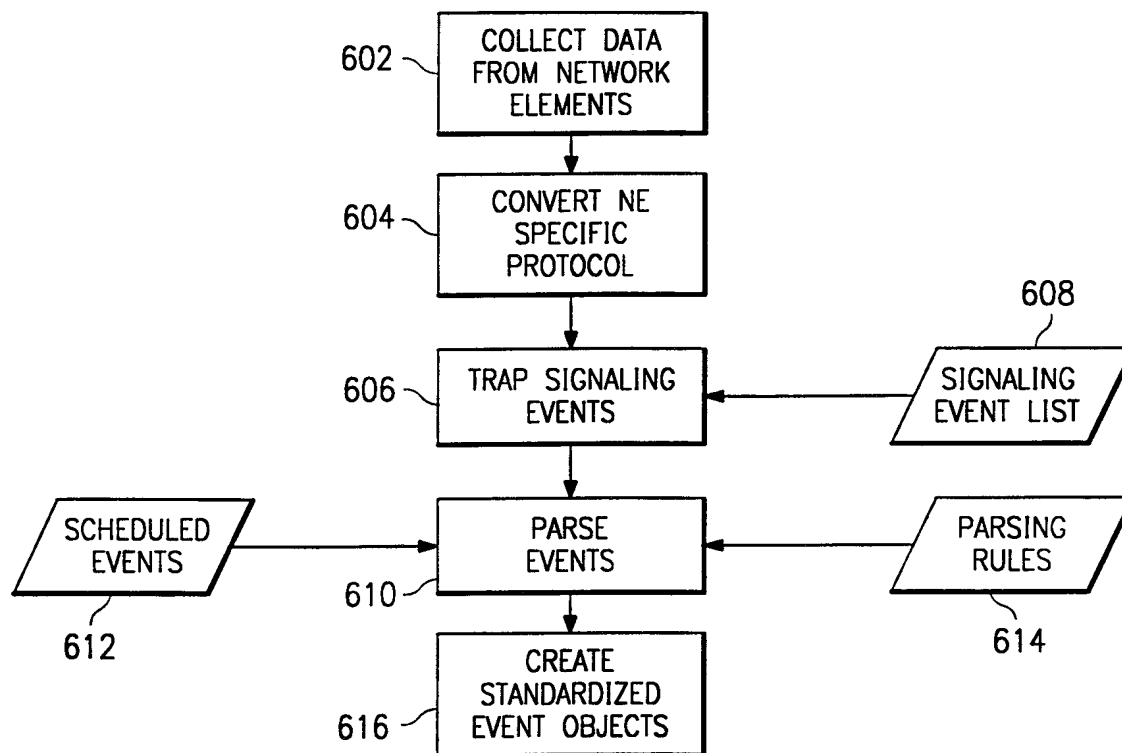 602
COLLECT DATA
FROM NETWORK
ELEMENTS
604
CONVERT NE
SPECIFIC
PROTOCOL
606
TRAP SIGNALING
EVENTS
608
SIGNALING
EVENT LIST
SCHEDULED
EVENTS
612
PARSE
EVENTS
610
PARSING
RULES
614
CREATE
STANDARDIZED
EVENT OBJECTS
616